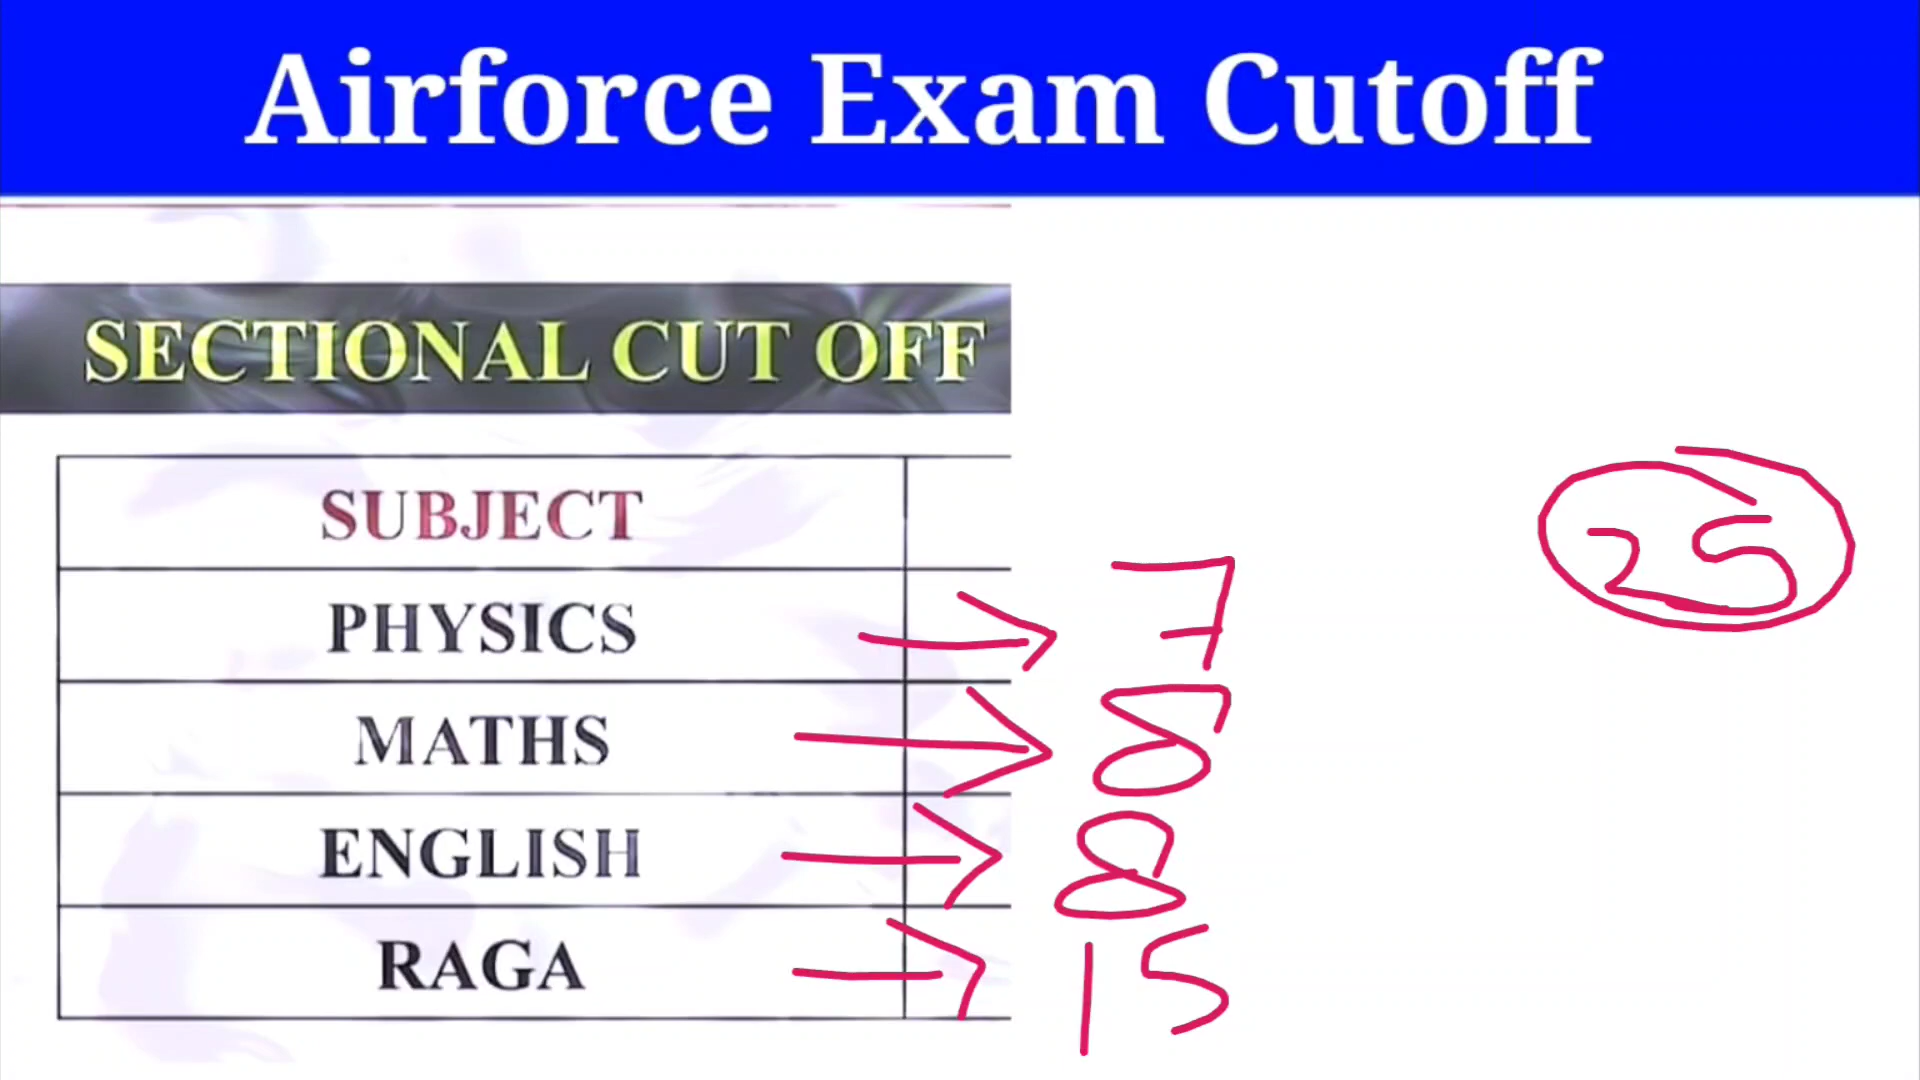 Airforce Exam Cutoff
SECTIONAL CUT OFF
SUBJECT
25
PHYSICS → 7
MATHS → 8
ENGLISH → 8
RAGA → 15